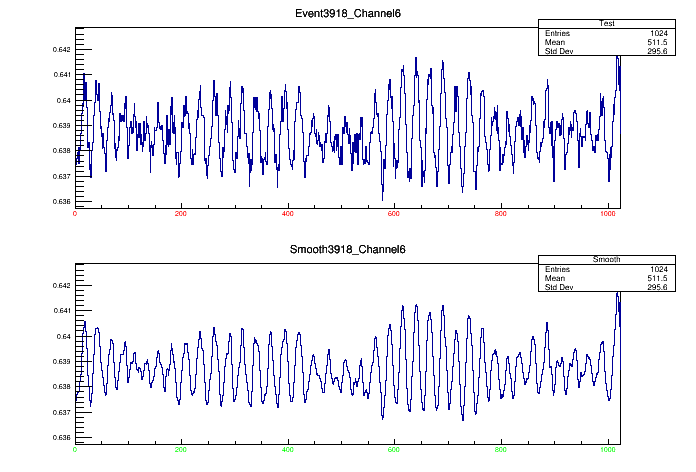 Event3918_Channel6
Test
Entries 1024
Mean 511.5
Std Dev 295.6
0.642
0.641
0.64
0.639
0.638
0.637
0.636
0 200 400 600 800 1000
Smooth3918_Channel6
Smooth
Entries 1024
Mean 511.5
Std Dev 295.6
0.642
0.641
0.64
0.639
0.638
0.637
0.636
0 200 400 600 800 1000